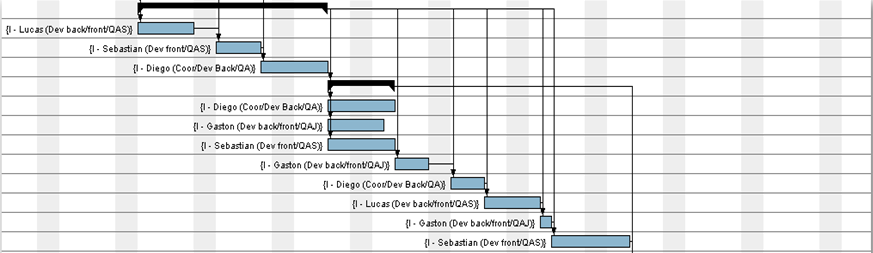 {I - Lucas (Dev back/front/QAS)}
{I - Sebastian (Dev front/QAS)}
{I - Diego (Coor/Dev Back/QA)}
{I - Diego (Coor/Dev Back/QA)}
{I - Gaston (Dev back/front/QAJ)}
{I - Sebastian (Dev front/QAS)}
{I - Gaston (Dev back/front/QAJ)}
{I - Diego (Coor/Dev Back/QA)}
{I - Lucas (Dev back/front/QAS)}
{I - Gaston (Dev back/front/QAJ)}
{I - Sebastian (Dev front/QAS)}